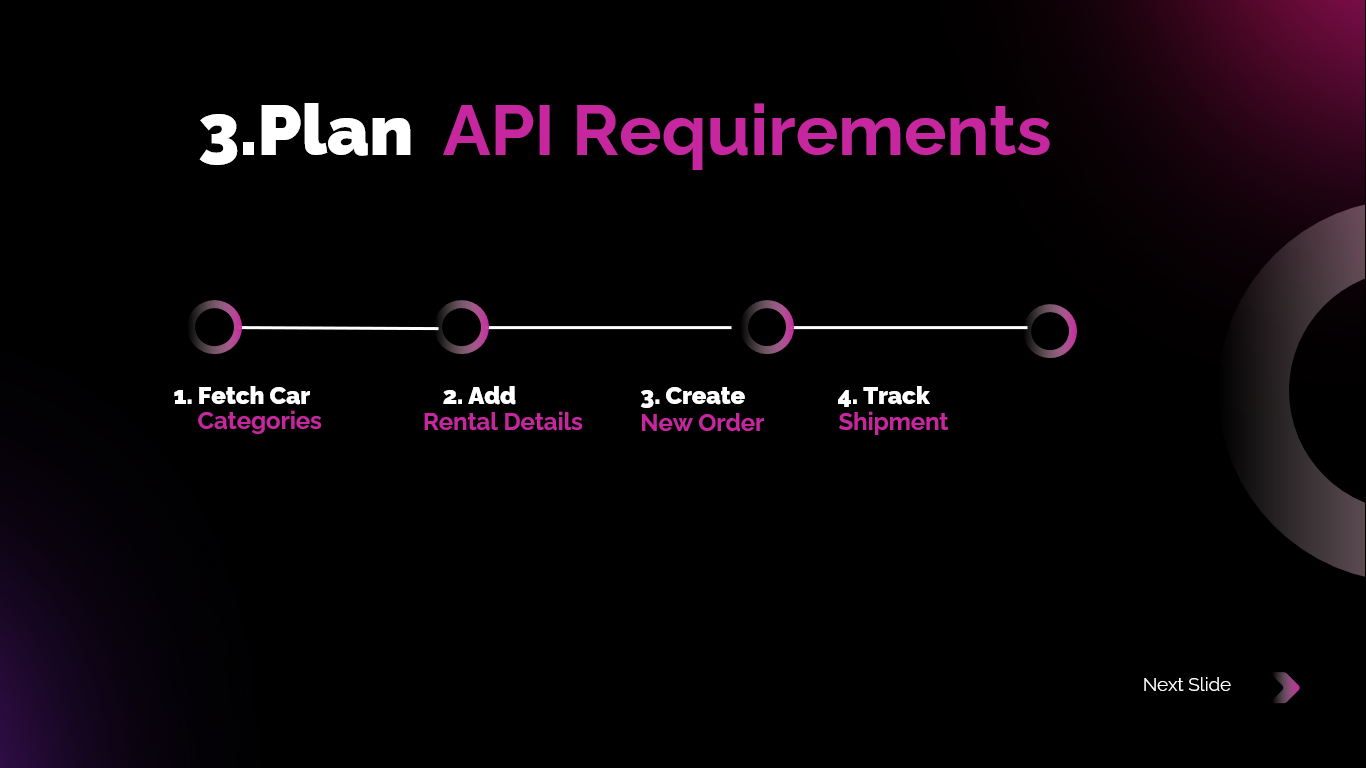 3.Plan API Requirements
1. Fetch Car
Categories
2. Add
Rental Details
3. Create
New Order
4. Track
Shipment
Next Slide